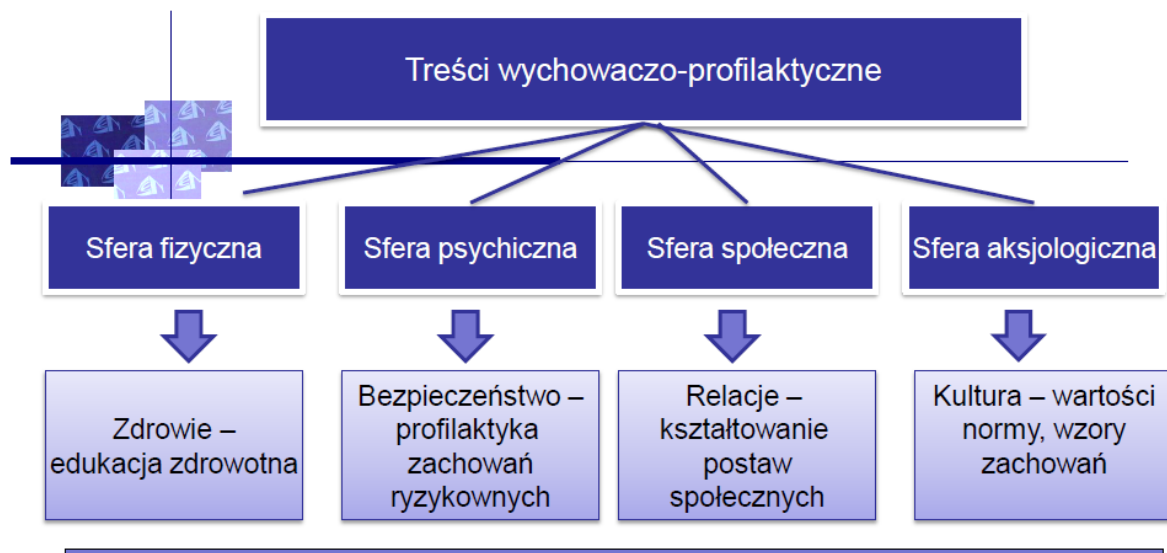 Treści wychowaczo-profilaktyczne
Sfera fizyczna
Sfera psychiczna
Sfera społeczna
Sfera aksjologiczna
Zdrowie –
edukacja zdrowotna
Bezpieczeństwo –
profilaktyka
zachowań
ryzykownych
Relacje –
kształtowanie
postaw
społecznych
Kultura – wartości
normy, wzory
zachowań